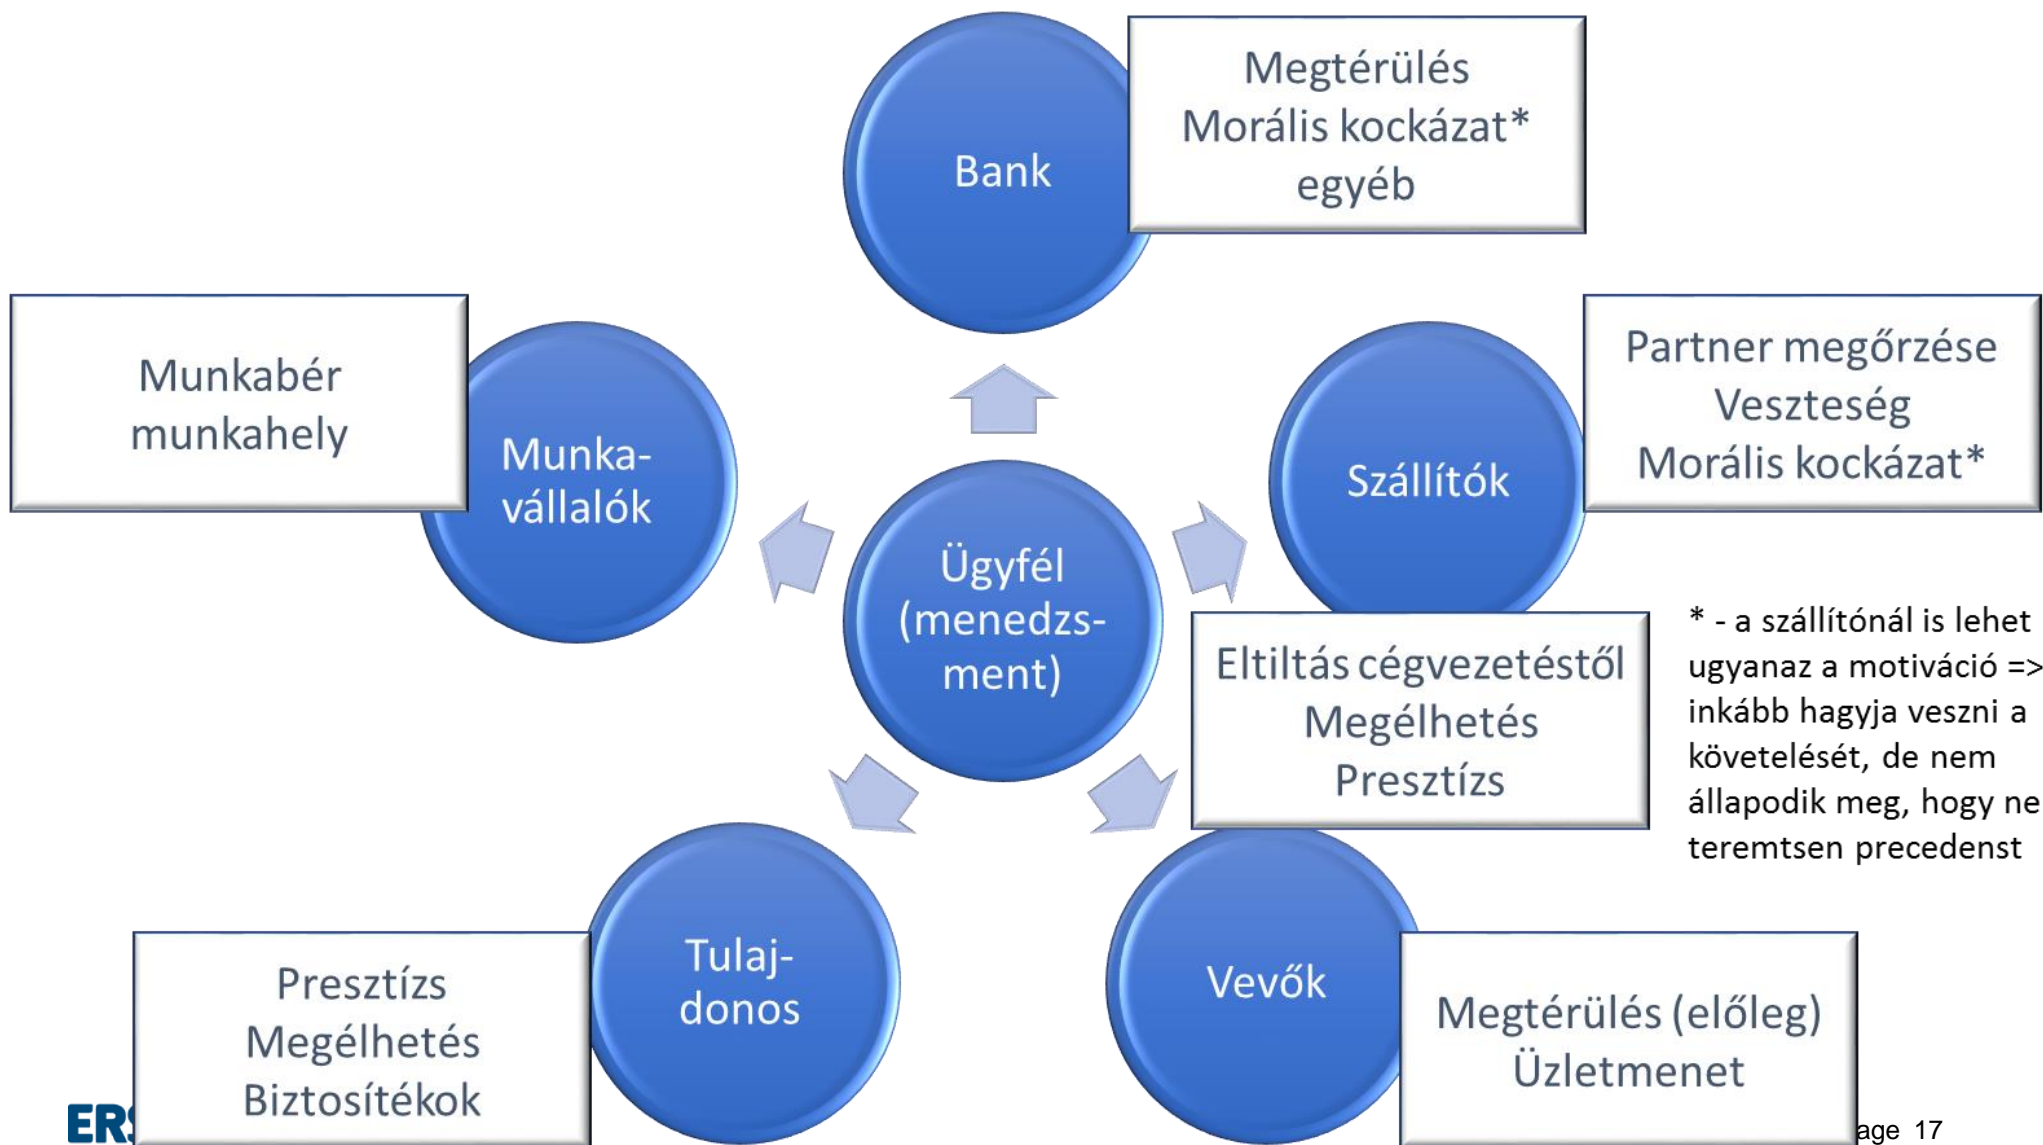 Megtérülés
Morális kockázat*
egyéb
Bank
Munkabér
munkahely
Munka-
vállalók
Partner megőrzése
Veszteség
Morális kockázat*
Szállítók
Ügyfél
(menedzs-
ment)
Eltiltás cégvezetéstől
Megélhetés
Presztízs
* - a szállítónál is lehet
ugyanaz a motiváció =>
inkább hagyja veszni a
követelését, de nem
állapodik meg, hogy ne
teremtsen precedenst
Tulaj-
donos
Presztízs
Megélhetés
Biztosítékok
Vevők
Megtérülés (előleg)
Üzletmenet
age 17